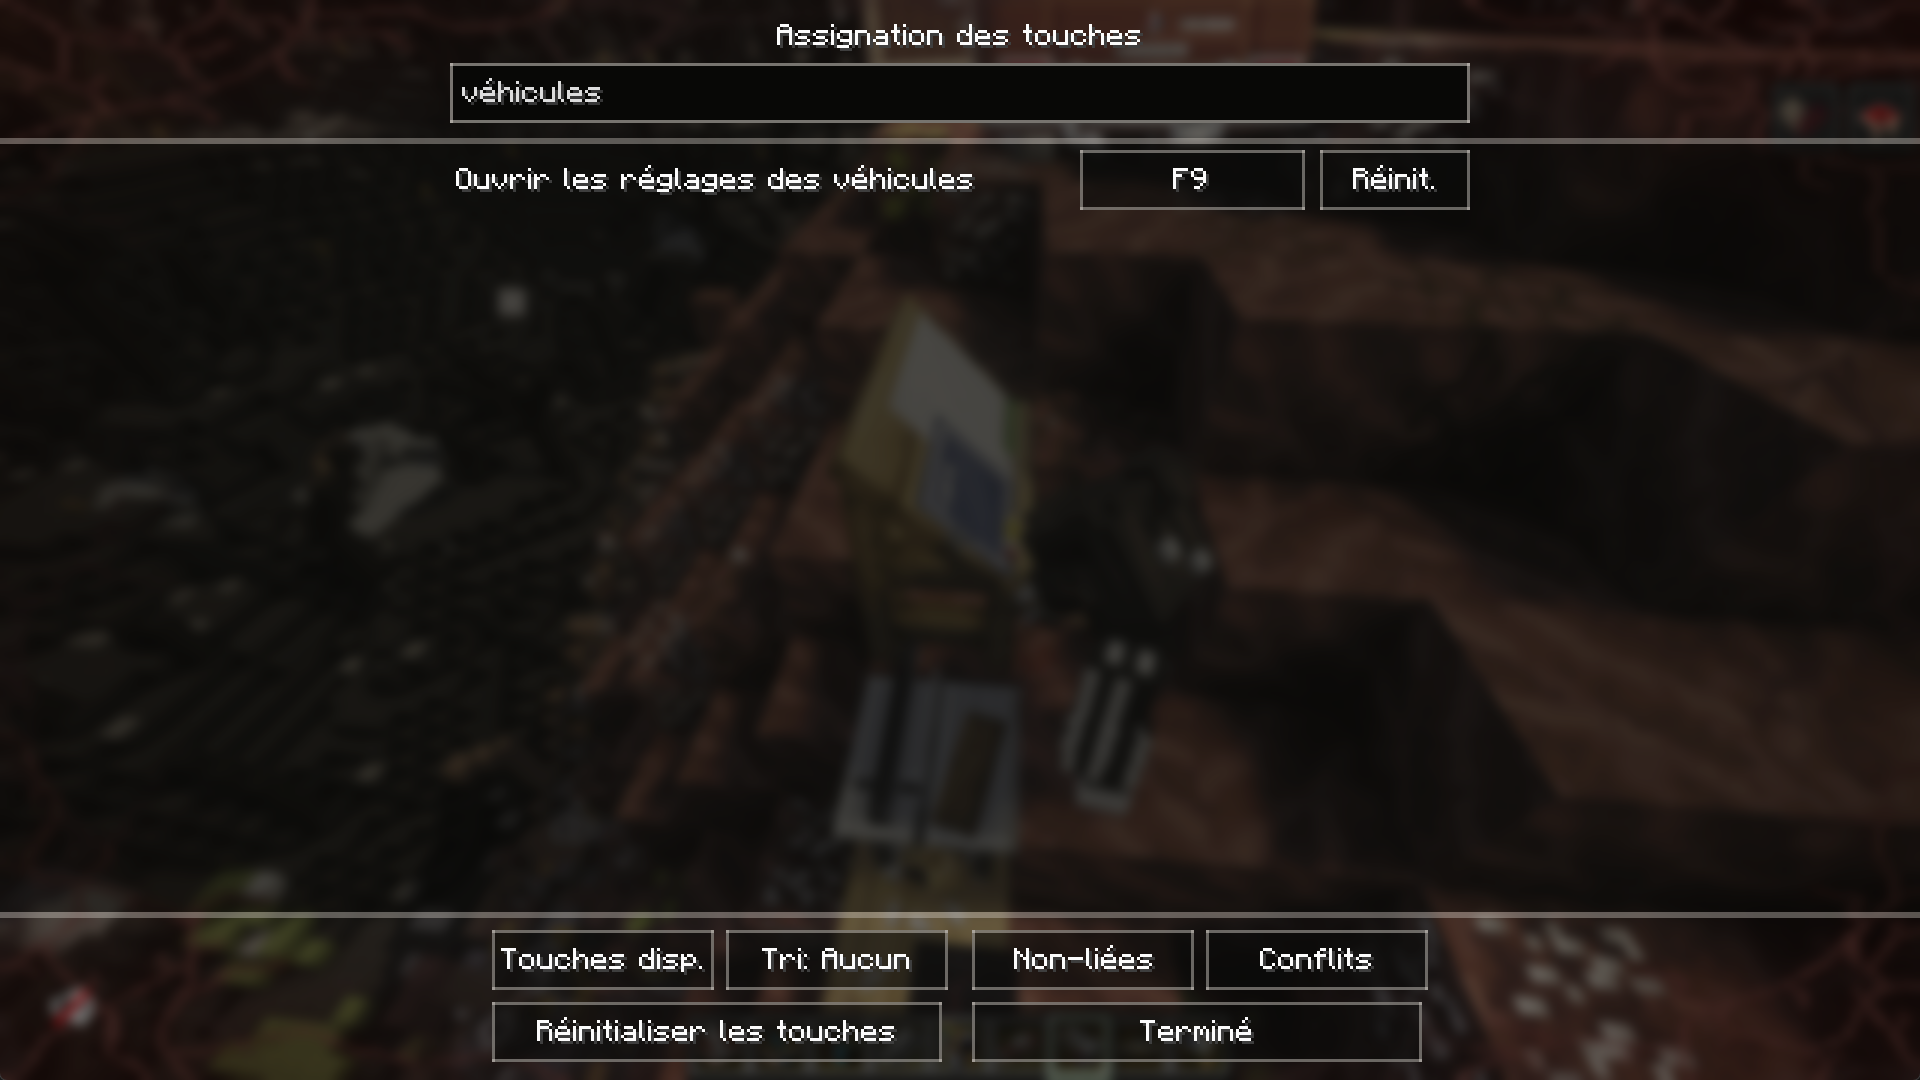 Assignation des touches
véhicules
Ouvrir les réglages des véhicules
F9
Réinit.
Touches disp.
Tri: Aucun
Non-liées
Conflits
Réinitialiser les touches
Terminé